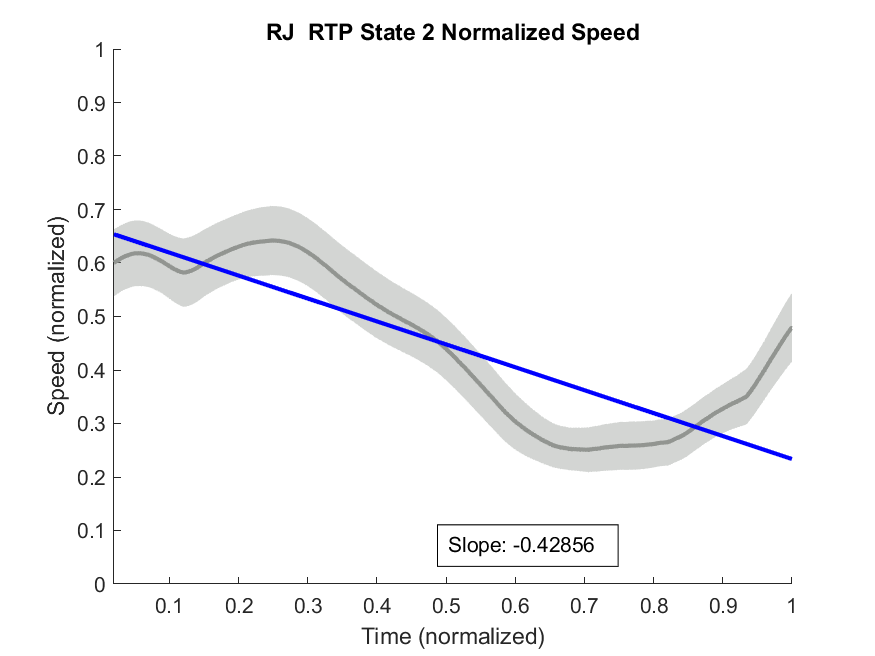 RJ  RTP State 2 Normalized Speed
1
0.9
0.8
0.7
0.6
0.5
0.4
0.3
0.2
0.1
0
Speed (normalized)
Slope: -0.42856
0.1 0.2 0.3 0.4 0.5 0.6 0.7 0.8 0.9 1
Time (normalized)